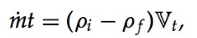 ṁt = (ρᵢ − ρ_f)𝕍ₜ,